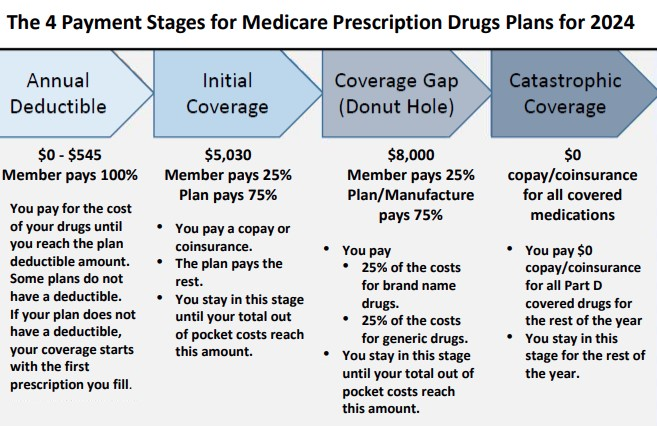 The 4 Payment Stages for Medicare Prescription Drugs Plans for 2024
Annual
Deductible
$0 - $545
Member pays 100%
You pay for the cost
of your drugs until
you reach the plan
deductible amount.
Some plans do not
have a deductible.
If your plan does not
have a deductible,
your coverage starts
with the first
prescription you fill.
Initial
Coverage
$5,030
Member pays 25%
Plan pays 75%
• You pay a copay or
coinsurance.
• The plan pays the
rest.
• You stay in this stage
until your total out
of pocket costs reach
this amount.
Coverage Gap
(Donut Hole)
$8,000
Member pays 25%
Plan/Manufacture
pays 75%
• You pay
• 25% of the costs
for brand name
drugs.
• 25% of the costs
for generic drugs.
• You stay in this stage
until your total out of
pocket costs reach
this amount.
Catastrophic
Coverage
$0
copay/coinsurance
for all covered
medications
• You pay $0
copay/coinsurance
for all Part D
covered drugs for
the rest of the year
• You stay in this
stage for the rest of
the year.